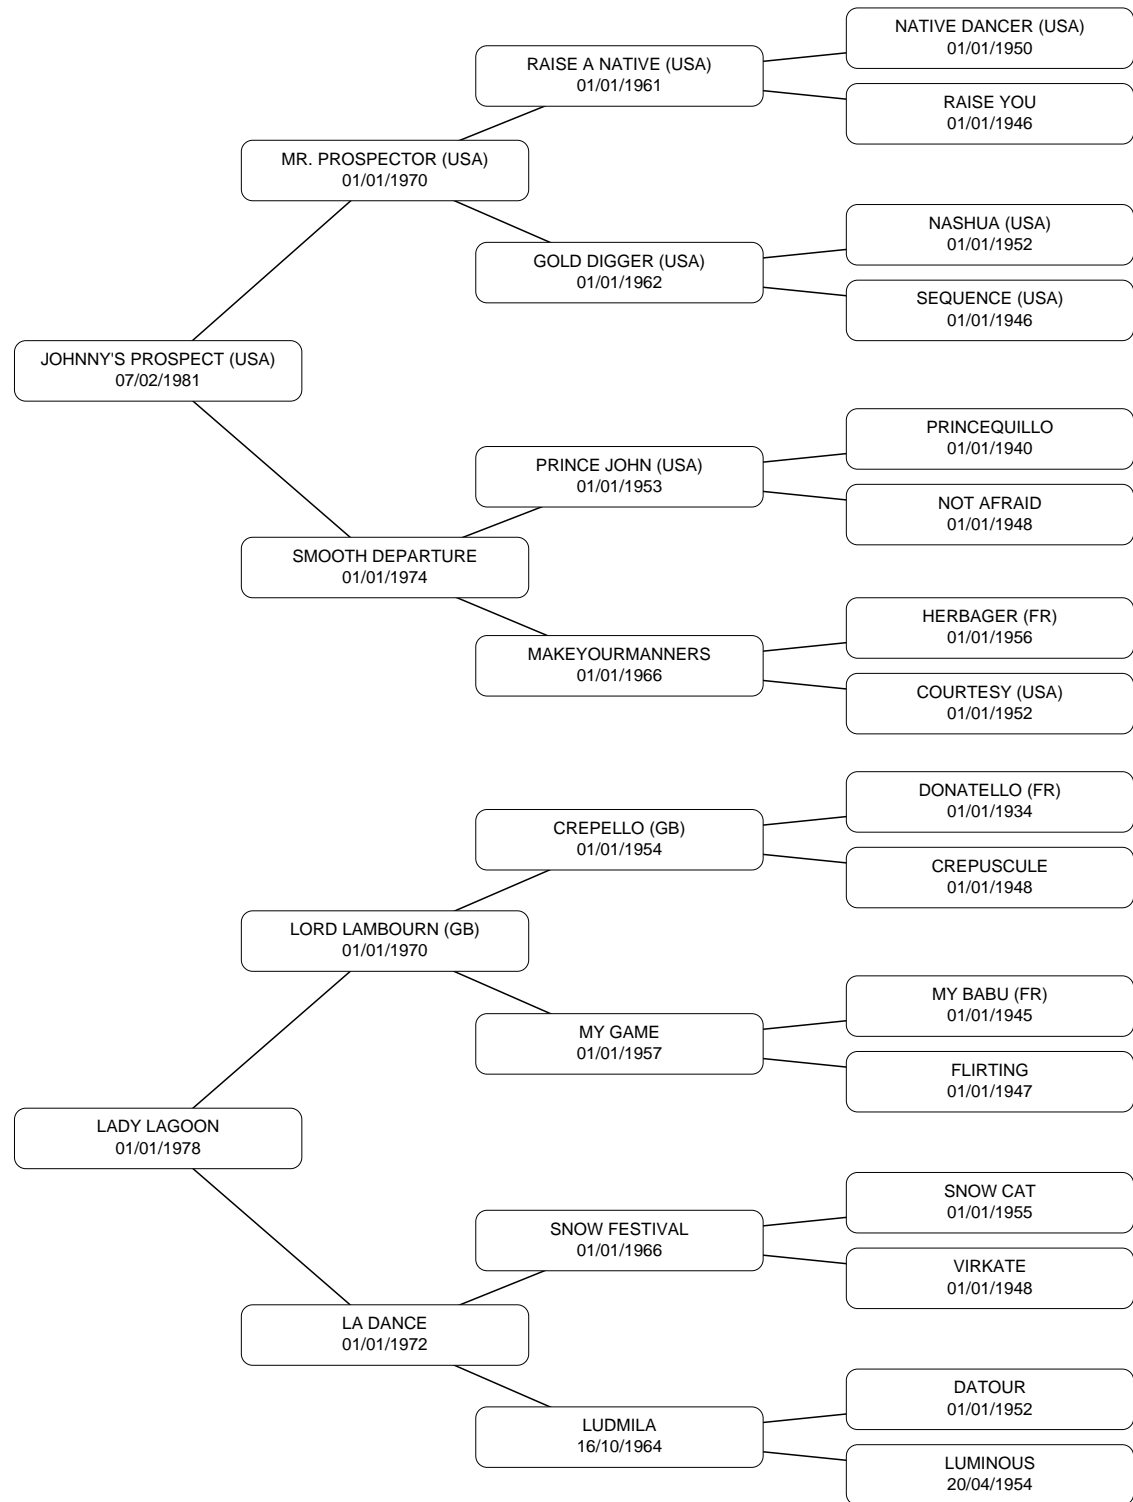 NATIVE DANCER (USA)
01/01/1950
RAISE A NATIVE (USA)
01/01/1961
RAISE YOU
01/01/1946
MR. PROSPECTOR (USA)
01/01/1970
NASHUA (USA)
01/01/1952
GOLD DIGGER (USA)
01/01/1962
SEQUENCE (USA)
01/01/1946
JOHNNY'S PROSPECT (USA)
07/02/1981
PRINCEQUILLO
01/01/1940
PRINCE JOHN (USA)
01/01/1953
NOT AFRAID
01/01/1948
SMOOTH DEPARTURE
01/01/1974
HERBAGER (FR)
01/01/1956
MAKEYOURMANNERS
01/01/1966
COURTESY (USA)
01/01/1952
DONATELLO (FR)
01/01/1934
CREPELLO (GB)
01/01/1954
CREPUSCULE
01/01/1948
LORD LAMBOURN (GB)
01/01/1970
MY BABU (FR)
01/01/1945
MY GAME
01/01/1957
FLIRTING
01/01/1947
LADY LAGOON
01/01/1978
SNOW CAT
01/01/1955
SNOW FESTIVAL
01/01/1966
VIRKATE
01/01/1948
LA DANCE
01/01/1972
DATOUR
01/01/1952
LUDMILA
16/10/1964
LUMINOUS
20/04/1954